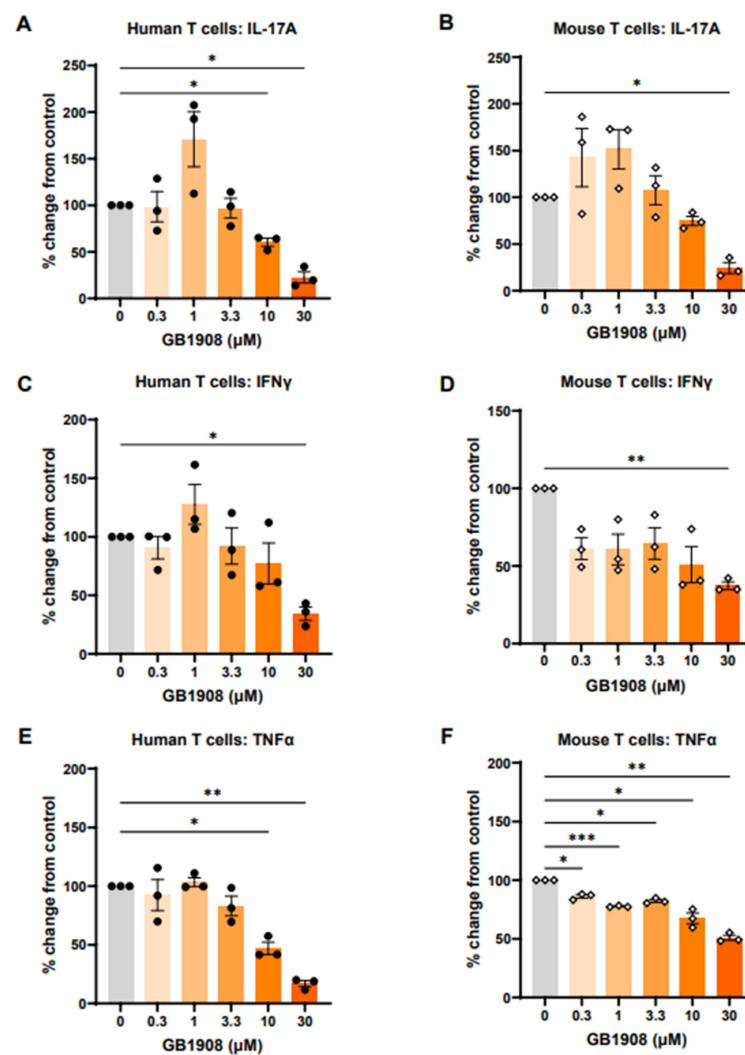 A
Human T cells: IL-17A
% change from control
250
200
150
100
50
0
*
*
0 0.3 1 3.3 10 30
GB1908 (µM)
B
Mouse T cells: IL-17A
% change from control
250
200
150
100
50
0
*
0 0.3 1 3.3 10 30
GB1908 (µM)
C
Human T cells: IFNγ
% change from control
200
150
100
50
0
*
0 0.3 1 3.3 10 30
GB1908 (µM)
D
Mouse T cells: IFNγ
% change from control
150
100
50
0
**
0 0.3 1 3.3 10 30
GB1908 (µM)
E
Human T cells: TNFα
% change from control
200
150
100
50
0
**
*
0 0.3 1 3.3 10 30
GB1908 (µM)
F
Mouse T cells: TNFα
% change from control
200
150
100
50
0
**
*
*
***
*
0 0.3 1 3.3 10 30
GB1908 (µM)